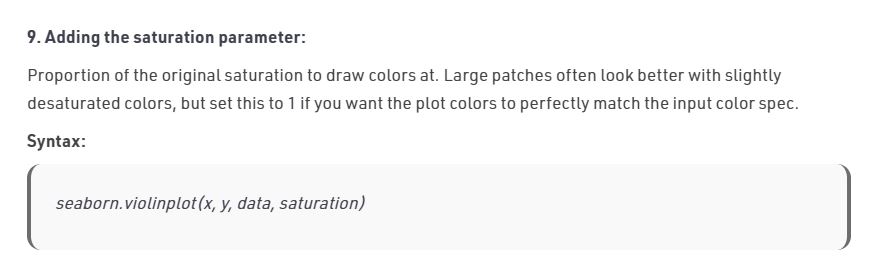 9. Adding the saturation parameter:
Proportion of the original saturation to draw colors at. Large patches often look better with slightly
desaturated colors, but set this to 1 if you want the plot colors to perfectly match the input color spec.
Syntax:
seaborn.violinplot(x, y, data, saturation)